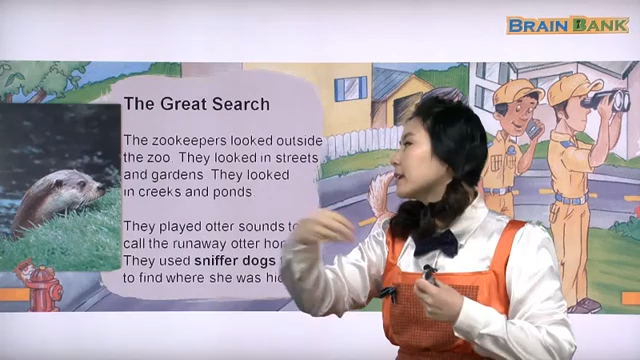 BRAIN BANK
The Great Search
The zookeepers looked outside
the zoo. They looked in streets
and gardens. They looked
in creeks and ponds.
They played otter sounds to
call the runaway otter
They used sniffer dogs
to find where she was